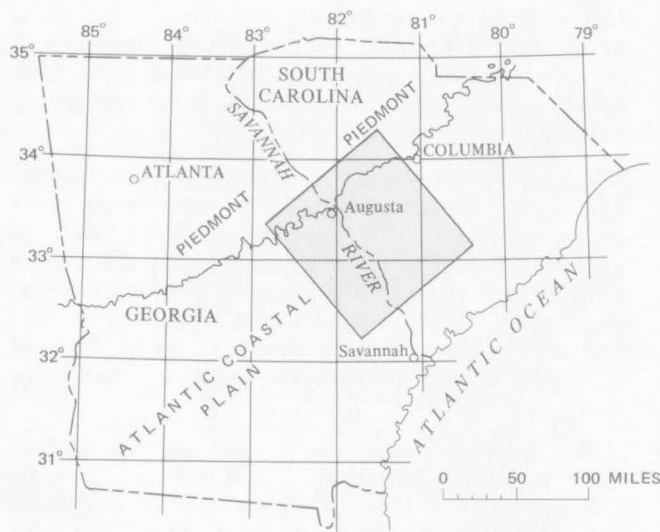 85° 84° 83° 82° 81° 80° 79°
35°
SOUTH
CAROLINA
SAVANNAH
PIEDMONT
34°
COLUMBIA
ATLANTA
Augusta
PIEDMONT
33°
RIVER
GEORGIA
ATLANTIC COASTAL
PLAIN
ATLANTIC OCEAN
32°
Savannah
31°
0 50 100 MILES